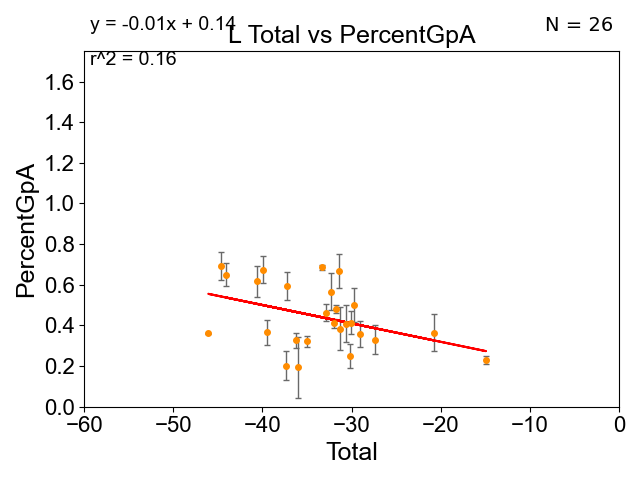 y = -0.01x + 0.14
N = 26
L Total vs PercentGpA
r^2 = 0.16
PercentGpA
1.6
1.4
1.2
1.0
0.8
0.6
0.4
0.2
0.0
−60 −50 −40 −30 −20 −10 0
Total